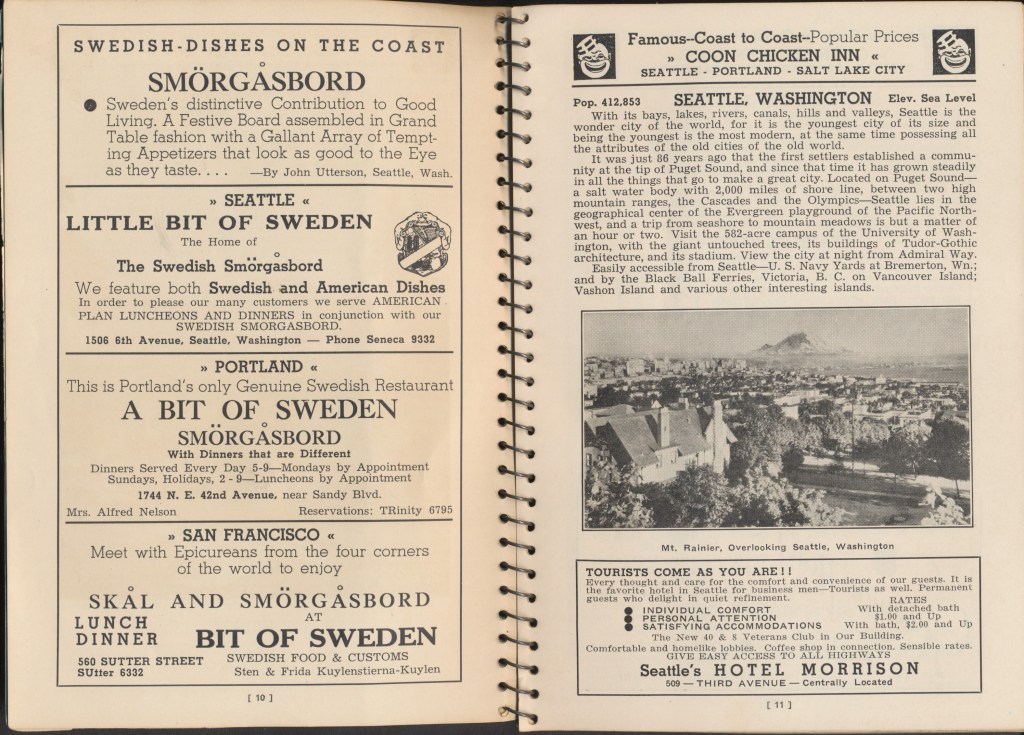 SWEDISH-DISHES ON THE COAST
SMÖRGÅSBORD
● Sweden's distinctive Contribution to Good
Living. A Festive Board assembled in Grand
Table fashion with a Gallant Array of Tempt-
ing Appetizers that look as good to the Eye
as they taste. . . . —By John Utterson, Seattle, Wash.
» SEATTLE «
LITTLE BIT OF SWEDEN
The Home of
The Swedish Smörgåsbord
We feature both Swedish and American Dishes
In order to please our many customers we serve AMERICAN
PLAN LUNCHEONS AND DINNERS in conjunction with our
SWEDISH SMORGASBORD.
1506 6th Avenue, Seattle, Washington — Phone Seneca 9332
» PORTLAND «
This is Portland's only Genuine Swedish Restaurant
A BIT OF SWEDEN
SMÖRGÅSBORD
With Dinners that are Different
Dinners Served Every Day 5-9—Mondays by Appointment
Sundays, Holidays, 2 - 9—Luncheons by Appointment
1744 N. E. 42nd Avenue, near Sandy Blvd.
Mrs. Alfred Nelson Reservations: TRinity 6795
» SAN FRANCISCO «
Meet with Epicureans from the four corners
of the world to enjoy
SKÅL AND SMÖRGÅSBORD
LUNCH AT
DINNER BIT OF SWEDEN
560 SUTTER STREET SWEDISH FOOD & CUSTOMS
SUtter 6332 Sten & Frida Kuylenstierna-Kuylen
[ 10 ]
Famous--Coast to Coast--Popular Prices
» COON CHICKEN INN «
SEATTLE - PORTLAND - SALT LAKE CITY
Pop. 412,853 SEATTLE, WASHINGTON Elev. Sea Level
With its bays, lakes, rivers, canals, hills and valleys, Seattle is the
wonder city of the world, for it is the youngest city of its size and
being the youngest is the most modern, at the same time possessing all
the attributes of the old cities of the old world.
It was just 86 years ago that the first settlers established a commu-
nity at the tip of Puget Sound, and since that time it has grown steadily
in all the things that go to make a great city. Located on Puget Sound—
a salt water body with 2,000 miles of shore line, between two high
mountain ranges, the Cascades and the Olympics—Seattle lies in the
geographical center of the Evergreen playground of the Pacific North-
west, and a trip from seashore to mountain meadows is but a matter of
an hour or two. Visit the 582-acre campus of the University of Wash-
ington, with the giant untouched trees, its buildings of Tudor-Gothic
architecture, and its stadium. View the city at night from Admiral Way.
Easily accessible from Seattle—U. S. Navy Yards at Bremerton, Wn.;
and by the Black Ball Ferries, Victoria, B. C. on Vancouver Island;
Vashon Island and various other interesting islands.
Mt. Rainier, Overlooking Seattle, Washington
TOURISTS COME AS YOU ARE!!
Every thought and care for the comfort and convenience of our guests. It is
the favorite hotel in Seattle for business men—Tourists as well. Permanent
guests who delight in quiet refinement. RATES
● INDIVIDUAL COMFORT With detached bath
● PERSONAL ATTENTION $1.00 and Up
● SATISFYING ACCOMMODATIONS With bath, $2.00 and Up
The New 40 & 8 Veterans Club in Our Building.
Comfortable and homelike lobbies. Coffee shop in connection. Sensible rates.
GIVE EASY ACCESS TO ALL HIGHWAYS
Seattle's HOTEL MORRISON
509 — THIRD AVENUE — Centrally Located
[ 11 ]